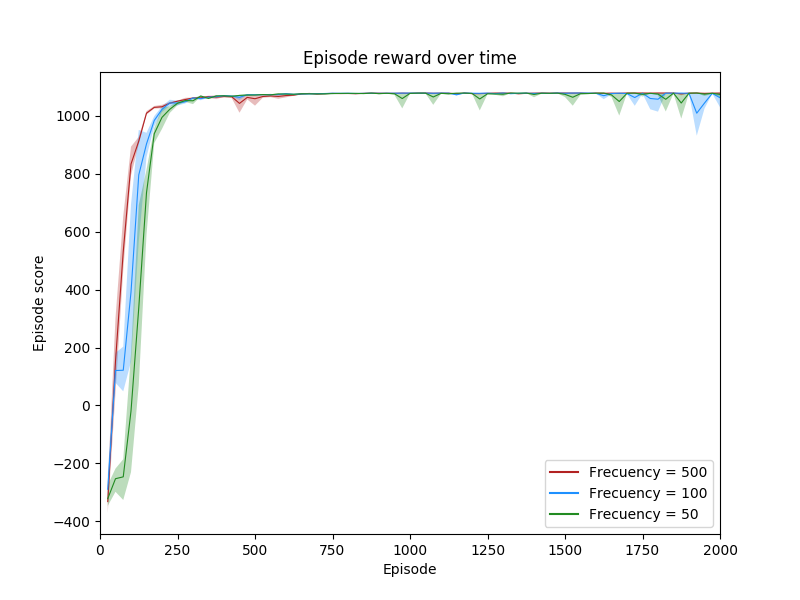 Episode reward over time
1000
800
600
400
200
0
−200
−400
Episode score
0
250
500
750
1000
1250
1500
1750
2000
Episode
Frecuency = 500
Frecuency = 100
Frecuency = 50